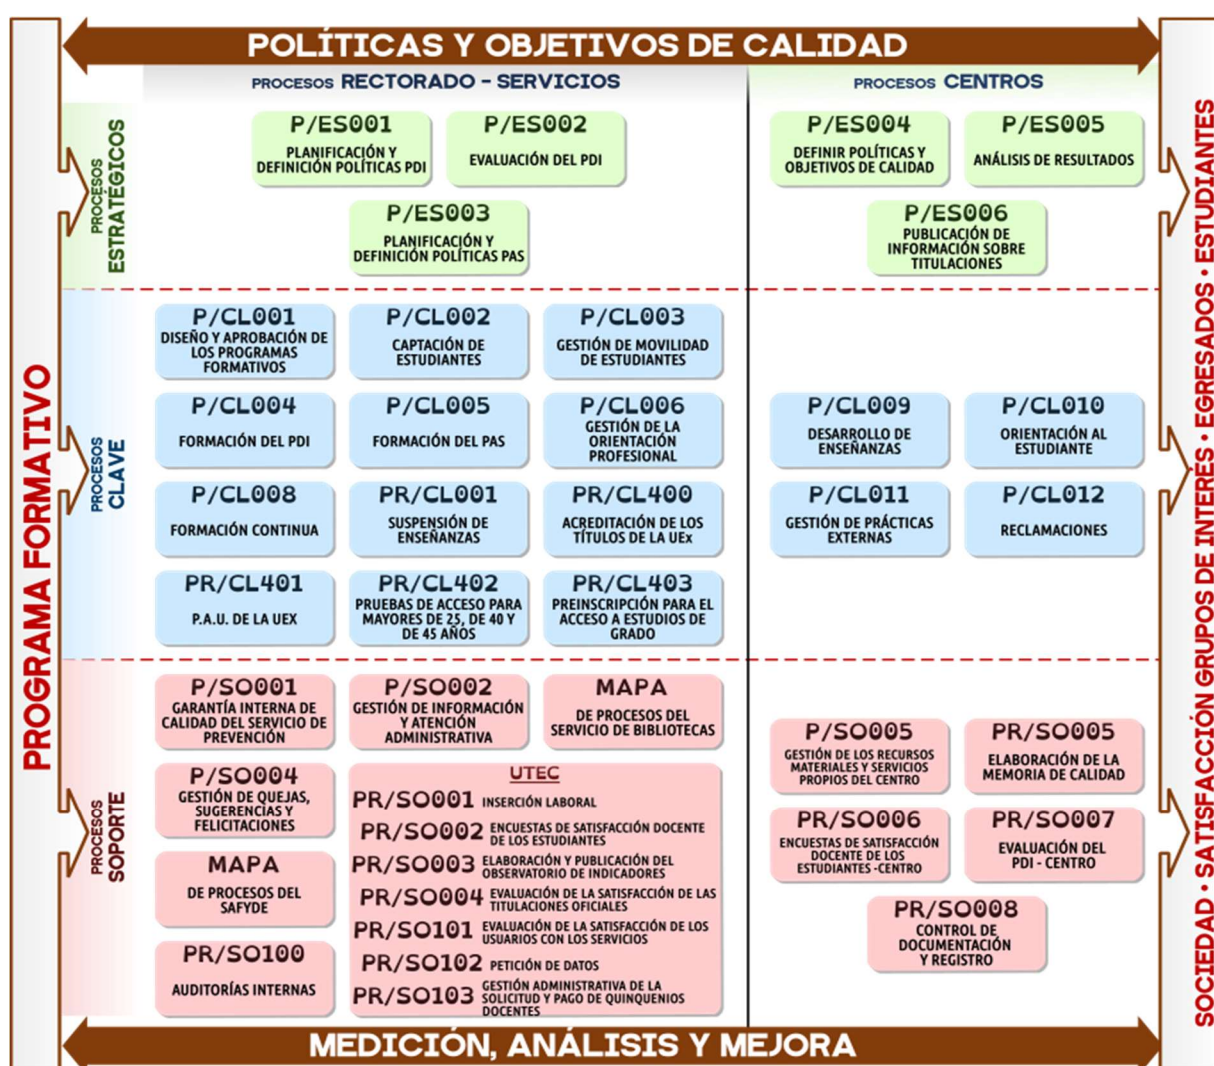 POLÍTICAS Y OBJETIVOS DE CALIDAD
PROCESOS RECTORADO - SERVICIOS
PROCESOS CENTROS
PROGRAMA FORMATIVO
PROCESOS
ESTRATÉGICOS
P/ES001
PLANIFICACIÓN Y
DEFINICIÓN POLÍTICAS PDI
P/ES002
EVALUACIÓN DEL PDI
P/ES003
PLANIFICACIÓN Y
DEFINICIÓN POLÍTICAS PAS
P/ES004
DEFINIR POLÍTICAS Y
OBJETIVOS DE CALIDAD
P/ES005
ANÁLISIS DE RESULTADOS
P/ES006
PUBLICACIÓN DE
INFORMACIÓN SOBRE
TITULACIONES
PROCESOS
CLAVE
P/CL001
DISEÑO Y APROBACIÓN DE
LOS PROGRAMAS
FORMATIVOS
P/CL002
CAPTACIÓN DE
ESTUDIANTES
P/CL003
GESTIÓN DE MOVILIDAD
DE ESTUDIANTES
P/CL004
FORMACIÓN DEL PDI
P/CL005
FORMACIÓN DEL PAS
P/CL006
GESTIÓN DE LA
ORIENTACIÓN
PROFESIONAL
P/CL008
FORMACIÓN CONTINUA
PR/CL001
SUSPENSIÓN DE
ENSEÑANZAS
PR/CL400
ACREDITACIÓN DE LOS
TÍTULOS DE LA UEx
PR/CL401
P.A.U. DE LA UEX
PR/CL402
PRUEBAS DE ACCESO PARA
MAYORES DE 25, DE 40 Y
DE 45 AÑOS
PR/CL403
PREINSCRIPCIÓN PARA EL
ACCESO A ESTUDIOS DE
GRADO
P/CL009
DESARROLLO DE
ENSEÑANZAS
P/CL010
ORIENTACIÓN AL
ESTUDIANTE
P/CL011
GESTIÓN DE PRÁCTICAS
EXTERNAS
P/CL012
RECLAMACIONES
PROCESOS
SOPORTE
P/SO001
GARANTÍA INTERNA DE
CALIDAD DEL SERVICIO DE
PREVENCIÓN
P/SO002
GESTIÓN DE INFORMACIÓN
Y ATENCIÓN
ADMINISTRATIVA
MAPA
DE PROCESOS DEL
SERVICIO DE BIBLIOTECAS
P/SO004
GESTIÓN DE QUEJAS,
SUGERENCIAS Y
FELICITACIONES
MAPA
DE PROCESOS DEL
SAFYDE
PR/SO100
AUDITORÍAS INTERNAS
UTEC
PR/SO001 INSERCIÓN LABORAL
PR/SO002 ENCUESTAS DE SATISFACCIÓN DOCENTE
DE LOS ESTUDIANTES
PR/SO003 ELABORACIÓN Y PUBLICACIÓN DEL
OBSERVATORIO DE INDICADORES
PR/SO004 EVALUACIÓN DE LA SATISFACCIÓN DE LAS
TITULACIONES OFICIALES
PR/SO101 EVALUACIÓN DE LA SATISFACCIÓN DE LOS
USUARIOS CON LOS SERVICIOS
PR/SO102 PETICIÓN DE DATOS
PR/SO103 GESTIÓN ADMINISTRATIVA DE LA
SOLICITUD Y PAGO DE QUINQUENIOS
DOCENTES
P/SO005
GESTIÓN DE LOS RECURSOS
MATERIALES Y SERVICIOS
PROPIOS DEL CENTRO
PR/SO005
ELABORACIÓN DE LA
MEMORIA DE CALIDAD
PR/SO006
ENCUESTAS DE SATISFACCIÓN
DOCENTE DE LOS
ESTUDIANTES -CENTRO
PR/SO007
EVALUACIÓN DEL
PDI - CENTRO
PR/SO008
CONTROL DE
DOCUMENTACIÓN
Y REGISTRO
SOCIEDAD • SATISFACCIÓN GRUPOS DE INTERÉS • EGRESADOS • ESTUDIANTES
MEDICIÓN, ANÁLISIS Y MEJORA